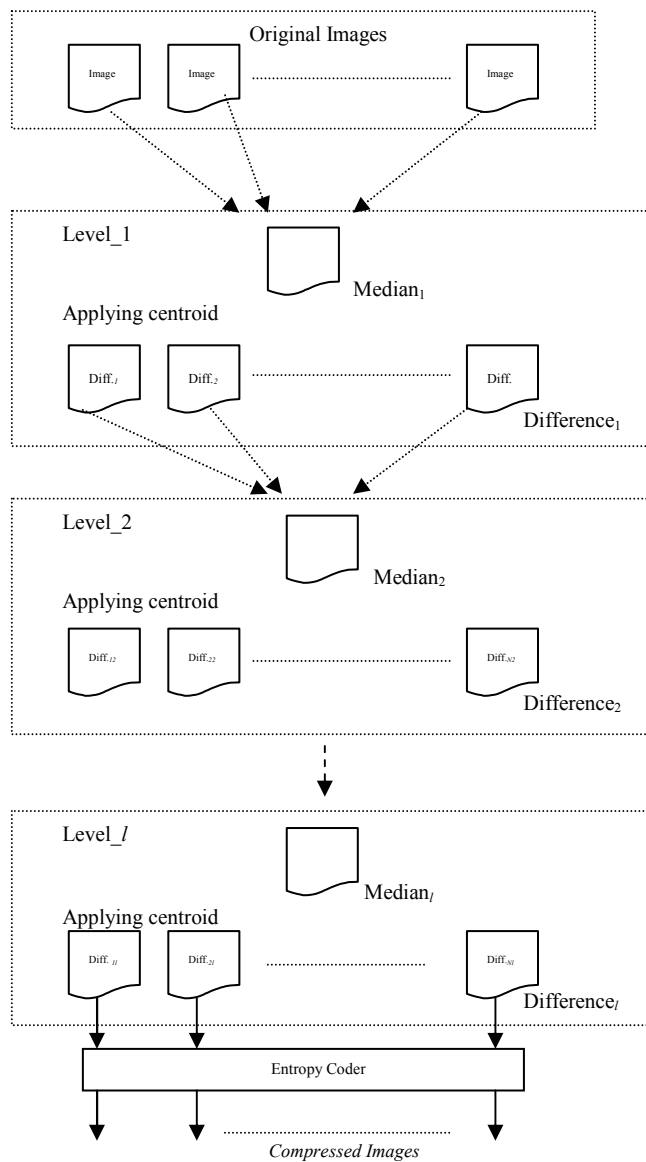 Original Images
Image Image Image
Level_1
Median₁
Applying centroid
Diff.₁ Diff.₂ Diff.
Difference₁
Level_2
Median₂
Applying centroid
Diff.₁₂ Diff.₂₂ Diff.N2
Difference₂
Level_l
Medianₗ
Applying centroid
Diff. 1l Diff.2l Diff.Nl
Differenceₗ
Entropy Coder
Compressed Images